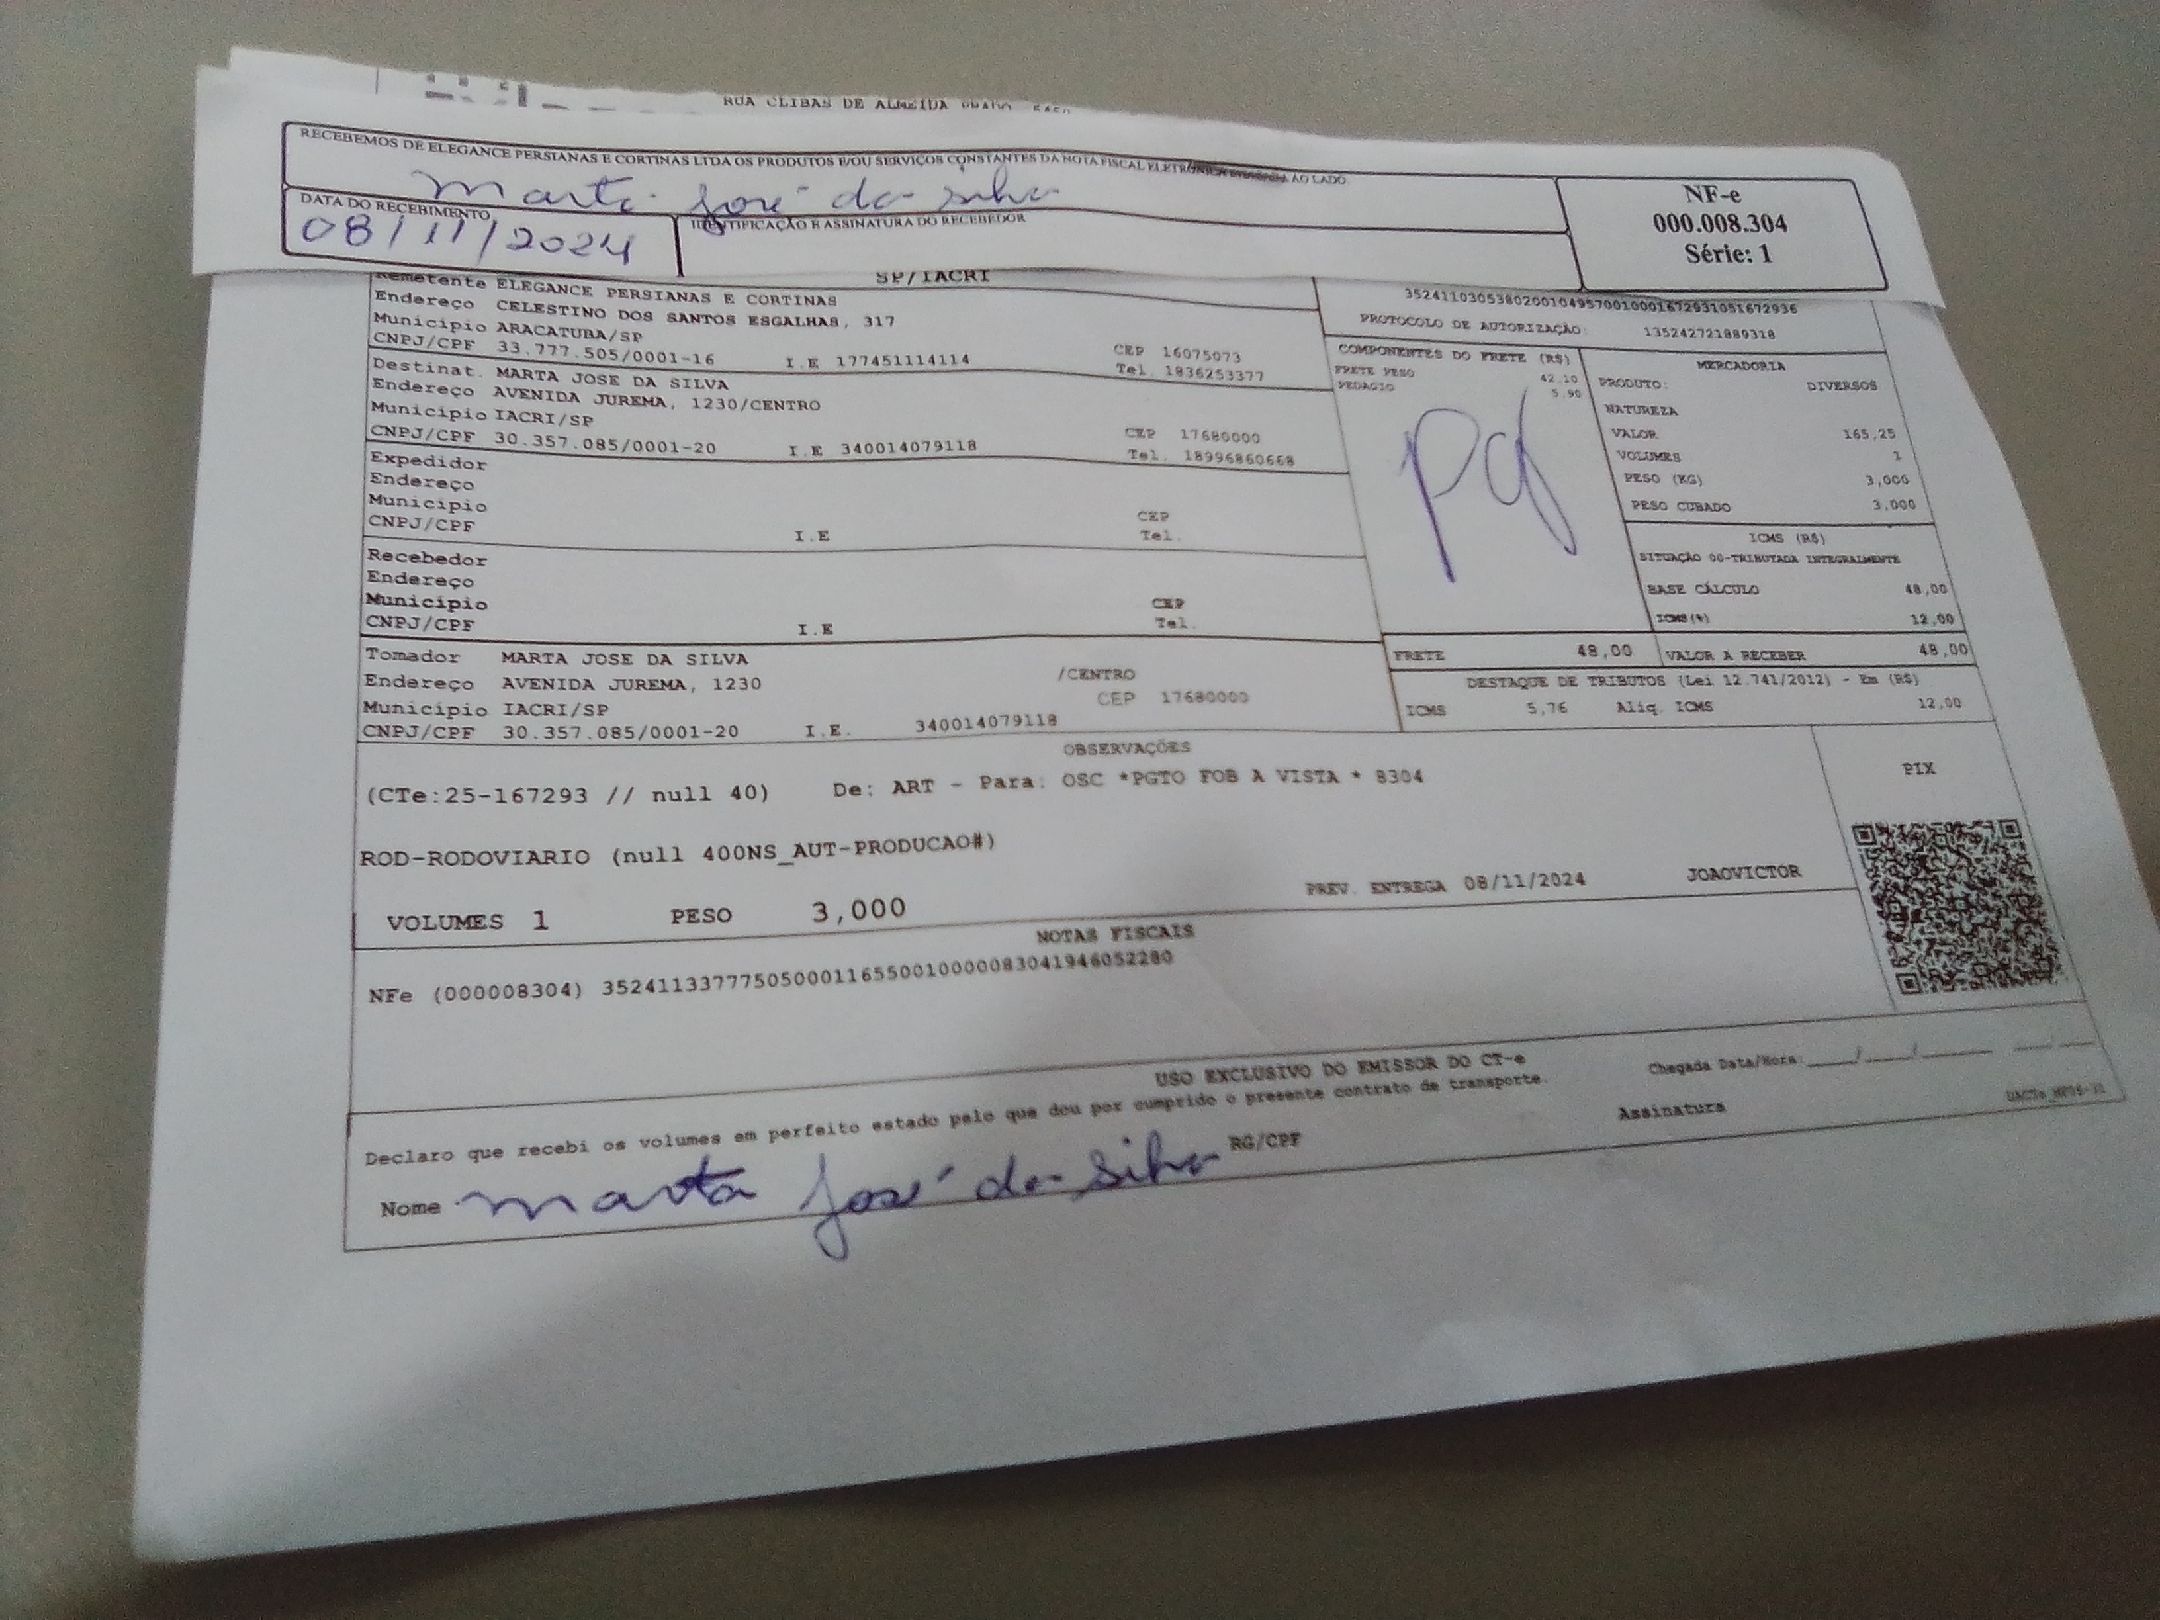 RUA CLIBAS DE ALMEIDA PRADO,
RECEBEMOS DE ELEGANCE PERSIANAS E CORTINAS LTDA OS PRODUTOS E/OU SERVIÇOS CONSTANTES DA NOTA FISCAL ELETRÔNICA AO LADO
Marta José da Silva
DATA DO RECEBIMENTO
08/11/2024
IDENTIFICAÇÃO E ASSINATURA DO RECEBEDOR
NF-e
000.008.304
Série: 1
SP/IACRI
Remetente ELEGANCE PERSIANAS E CORTINAS
Endereço CELESTINO DOS SANTOS ESGALHAS, 317
Município ARACATUBA/SP
CNPJ/CPF 33.777.505/0001-16 I.E 177451114114 CEP 16075073
Tel. 1836253377
Destinat. MARTA JOSE DA SILVA
Endereço AVENIDA JUREMA, 1230/CENTRO
Município IACRI/SP
CNPJ/CPF 30.357.085/0001-20 I.E 340014079118 CEP 17680000
Tel. 18996860668
Expedidor
Endereço
Município
CNPJ/CPF I.E CEP
Tel.
Recebedor
Endereço
Município
CNPJ/CPF I.E CEP
Tel.
Tomador MARTA JOSE DA SILVA
Endereço AVENIDA JUREMA, 1230 /CENTRO
Município IACRI/SP CEP 17680000
CNPJ/CPF 30.357.085/0001-20 I.E. 340014079118
PROTOCOLO DE AUTORIZAÇÃO: 135242721889318
COMPONENTES DO FRETE (R$)
FRETE PESO 42,10
PEDAGIO 5,90
pg
MERCADORIA
PRODUTO: DIVERSOS
NATUREZA
VALOR 165,25
VOLUMES 1
PESO (KG) 3,000
PESO CUBADO 3,000
ICMS (R$)
SITUAÇÃO 00-TRIBUTADA INTEGRALMENTE
BASE CÁLCULO 48,00
ICMS(%) 12,00
FRETE 48,00 VALOR A RECEBER 48,00
DESTAQUE DE TRIBUTOS (Lei 12.741/2012) - Em (R$)
ICMS 5,76 Aliq. ICMS 12,00
OBSERVAÇÕES
(CTe:25-167293 // null 40) De: ART - Para: OSC *PGTO FOB A VISTA * 8304
ROD-RODOVIARIO (null 400NS_AUT-PRODUCAO#)
VOLUMES 1 PESO 3,000 PREV. ENTREGA 08/11/2024 JOAOVICTOR
PIX
NOTAS FISCAIS
NFe (000008304) 35241133777505000116550010000083041946052280
USO EXCLUSIVO DO EMISSOR DO CT-e
Declaro que recebi os volumes em perfeito estado pelo que dou por cumprido o presente contrato de transporte.
Chegada Data/Hora: ____/____/____ ___/___
Nome Marta José da Silva RG/CPF Assinatura